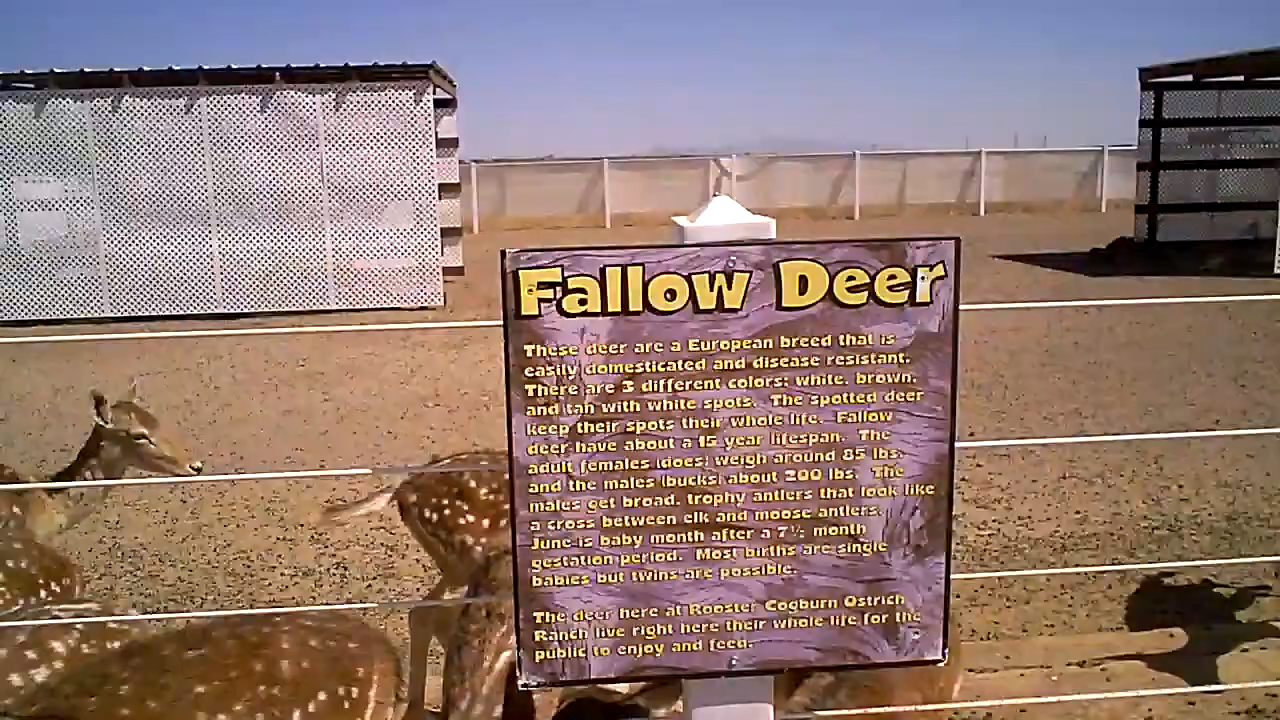 Fallow Deer
These deer are a European breed that is
easily domesticated and disease resistant.
There are 3 different colors: white, brown,
and tan with white spots. The spotted deer
keep their spots their whole life. Fallow
deer have about a 15 year lifespan. The
adult females (does) weigh around 85 lbs.
and the males (bucks) about 200 lbs. The
males get broad, trophy antlers that look like
a cross between elk and moose antlers.
June is baby month after a 7½ month
gestation period. Most births are single
babies but twins are possible.
The deer here at Rooster Cogburn Ostrich
Ranch live right here their whole life for the
public to enjoy and feed.